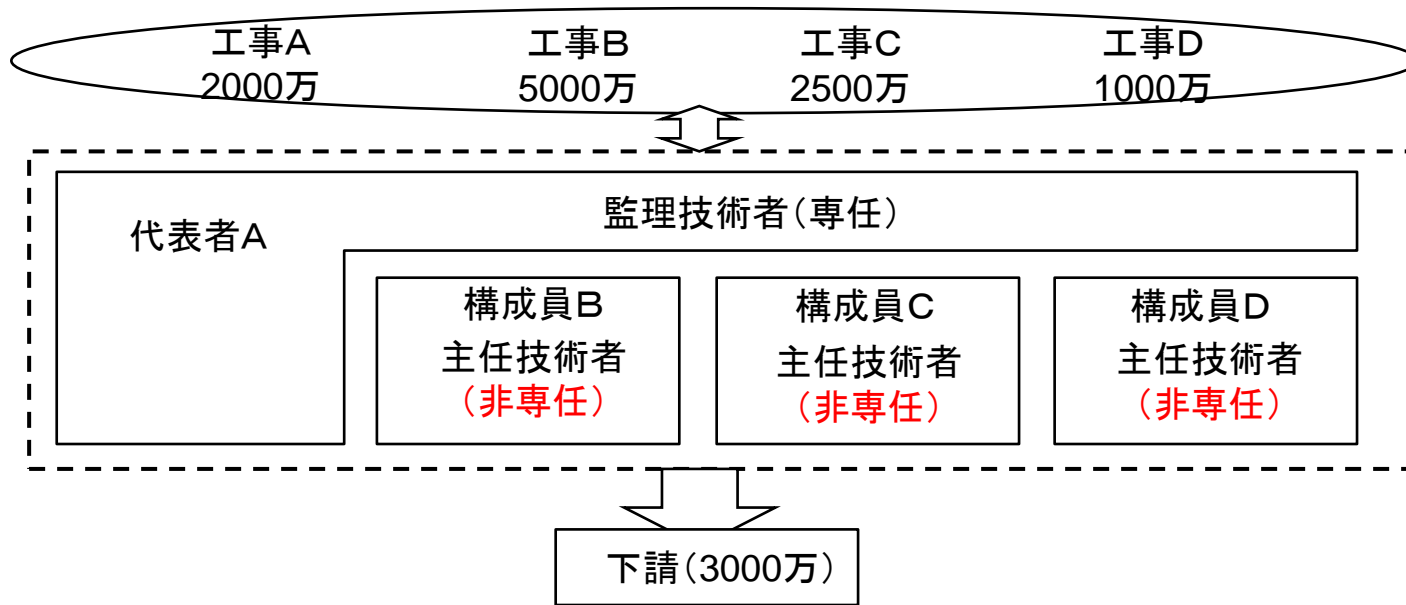 工事A
2000万
工事B
5000万
工事C
2500万
工事D
1000万
代表者A
監理技術者(専任)
構成員B
主任技術者
(非専任)
構成員C
主任技術者
(非専任)
構成員D
主任技術者
(非専任)
下請(3000万)